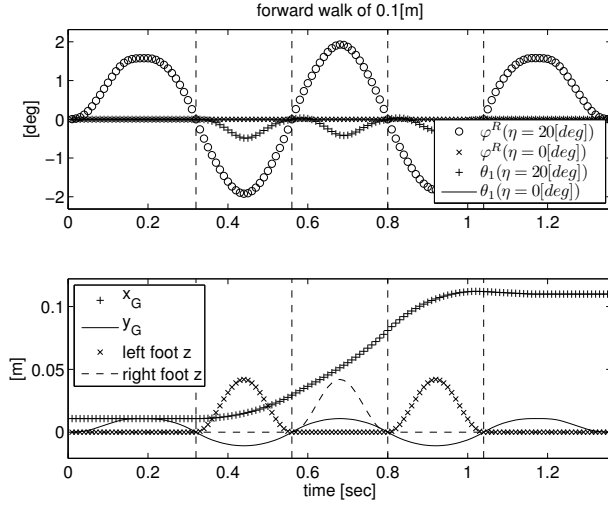 forward walk of 0.1[m]
2
1
0
-1
-2
[deg]
φ^R(η = 20[deg])
φ^R(η = 0[deg])
θ_1(η = 20[deg])
θ_1(η = 0[deg])
0 0.2 0.4 0.6 0.8 1 1.2
0.1
0.05
0
[m]
x_G
y_G
left foot z
right foot z
0 0.2 0.4 0.6 0.8 1 1.2
time [sec]